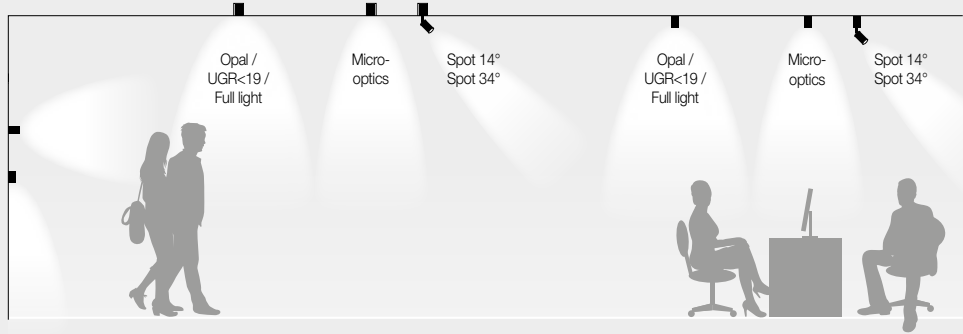 Opal /
UGR<19 /
Full light
Micro-
optics
Spot 14°
Spot 34°
Opal /
UGR<19 /
Full light
Micro-
optics
Spot 14°
Spot 34°